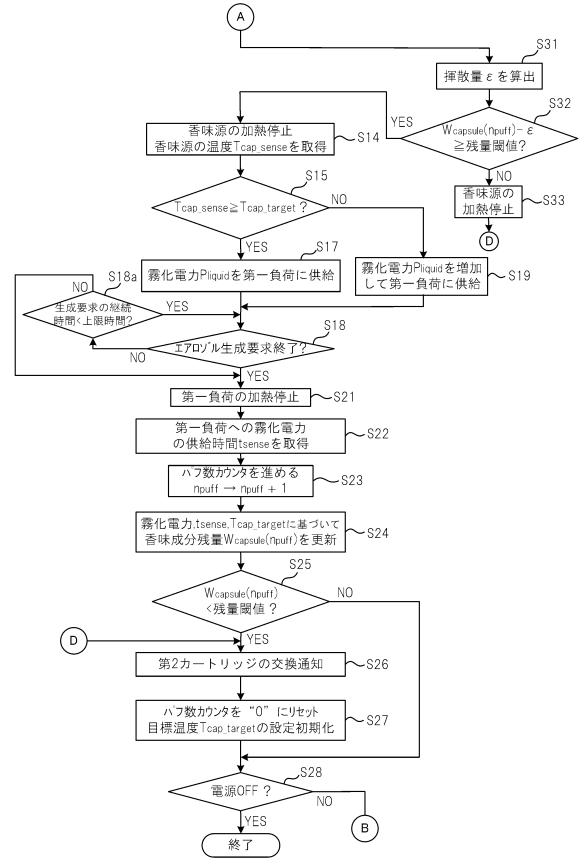 A
S31
揮散量εを算出
S32
Wcapsule(npuff)-ε
≧残量閾値?
YES
NO
香味源の加熱停止
香味源の温度Tcap_senseを取得
S14
香味源の
加熱停止
S33
D
S15
Tcap_sense≧Tcap_target?
NO
YES
S17
霧化電力Pliquidを第一負荷に供給
霧化電力Pliquidを増加
して第一負荷に供給
S19
S18a
NO
生成要求の継続
時間<上限時間?
YES
S18
エアロゾル生成要求終了?
NO
YES
第一負荷の加熱停止
S21
第一負荷への霧化電力
の供給時間tsenseを取得
S22
パフ数カウンタを進める
npuff → npuff + 1
S23
霧化電力,tsense,Tcap_targetに基づいて
香味成分残量Wcapsule(npuff)を更新
S24
S25
Wcapsule(npuff)
<残量閾値?
NO
YES
D
第2カートリッジの交換通知
S26
パフ数カウンタを“0”にリセット
目標温度Tcap_targetの設定初期化
S27
S28
電源OFF?
NO
YES
B
終了